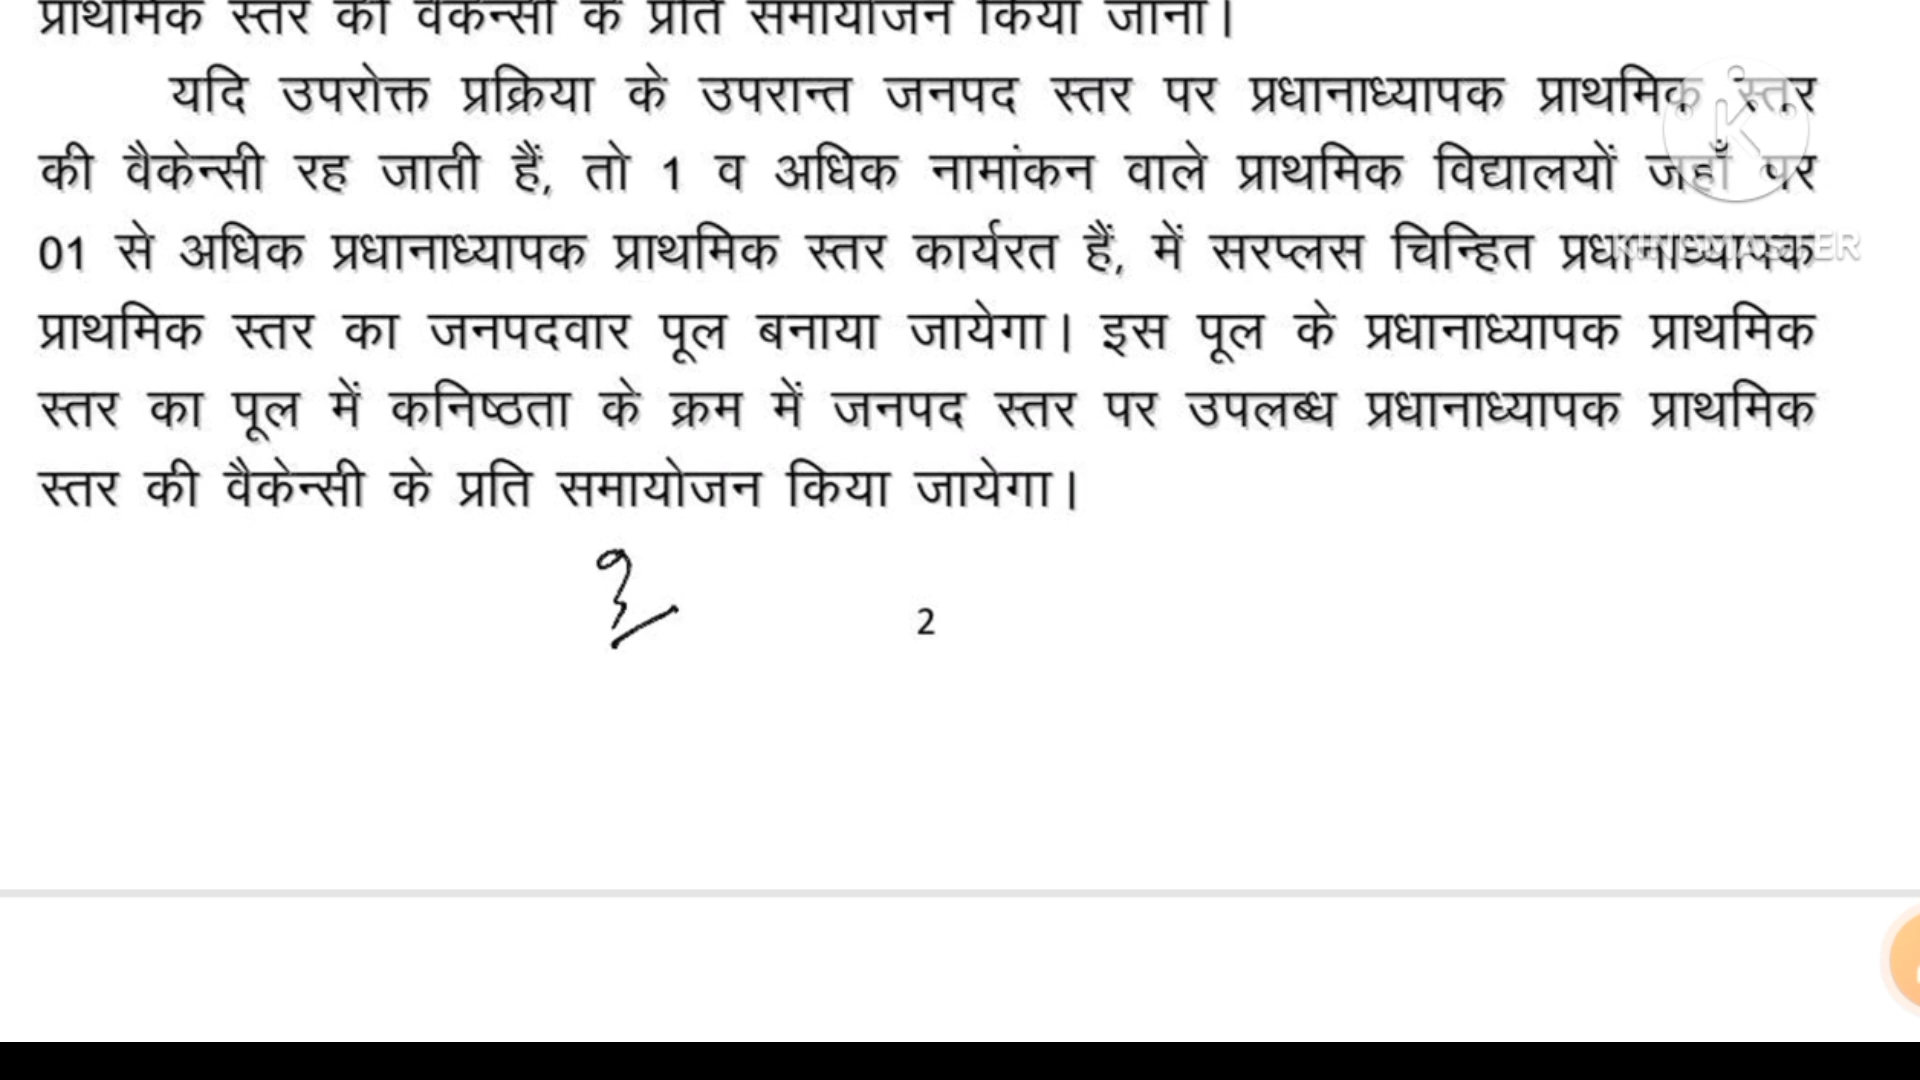 प्राथमिक स्तर की वैकेन्सी के प्रति समायोजन किया जाना।
यदि उपरोक्त प्रक्रिया के उपरान्त जनपद स्तर पर प्रधानाध्यापक प्राथमिक स्तर
की वैकेन्सी रह जाती हैं, तो 1 व अधिक नामांकन वाले प्राथमिक विद्यालयों जहाँ पर
01 से अधिक प्रधानाध्यापक प्राथमिक स्तर कार्यरत हैं, में सरप्लस चिन्हित प्रधानाध्यापक
प्राथमिक स्तर का जनपदवार पूल बनाया जायेगा। इस पूल के प्रधानाध्यापक प्राथमिक
स्तर का पूल में कनिष्ठता के क्रम में जनपद स्तर पर उपलब्ध प्रधानाध्यापक प्राथमिक
स्तर की वैकेन्सी के प्रति समायोजन किया जायेगा।
2
K
KINEMASTER